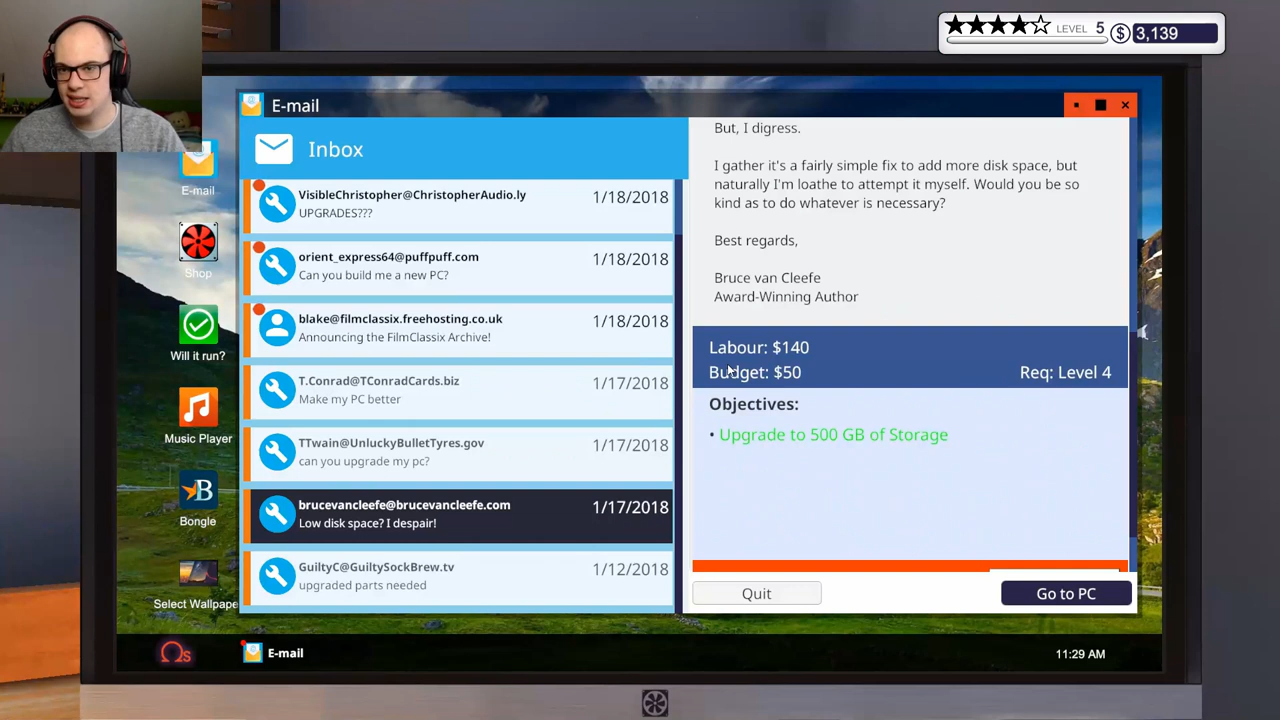 LEVEL 5 $ 3,139
E-mail
Inbox
VisibleChristopher@ChristopherAudio.ly 1/18/2018
UPGRADES???
orient_express64@puffpuff.com 1/18/2018
Can you build me a new PC?
blake@filmclassix.freehosting.co.uk 1/18/2018
Announcing the FilmClassix Archive!
T.Conrad@TConradCards.biz 1/17/2018
Make my PC better
TTwain@UnluckyBulletTyres.gov 1/17/2018
can you upgrade my pc?
brucevancleefe@brucevancleefe.com 1/17/2018
Low disk space? I despair!
GuiltyC@GuiltySockBrew.tv 1/12/2018
upgraded parts needed
But, I digress.
I gather it's a fairly simple fix to add more disk space, but
naturally I'm loathe to attempt it myself. Would you be so
kind as to do whatever is necessary?
Best regards,
Bruce van Cleefe
Award-Winning Author
Labour: $140
Budget: $50 Req: Level 4
Objectives:
• Upgrade to 500 GB of Storage
Quit
Go to PC
E-mail
Shop
Will it run?
Music Player
Bongle
Select Wallpape
Ωs
E-mail
11:29 AM